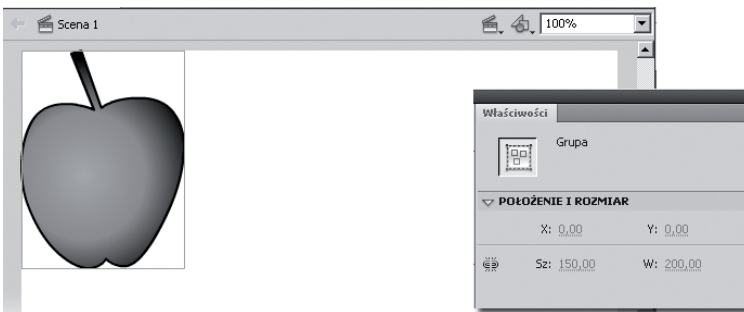 Scena 1
100%
Właściwości
Grupa
POŁOŻENIE I ROZMIAR
X: 0,00 Y: 0,00
Sz: 150,00 W: 200,00